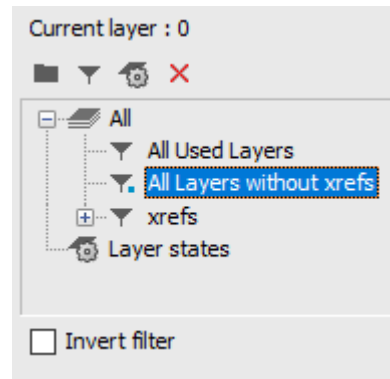 Current layer : 0
All
All Used Layers
All Layers without xrefs
xrefs
Layer states
Invert filter